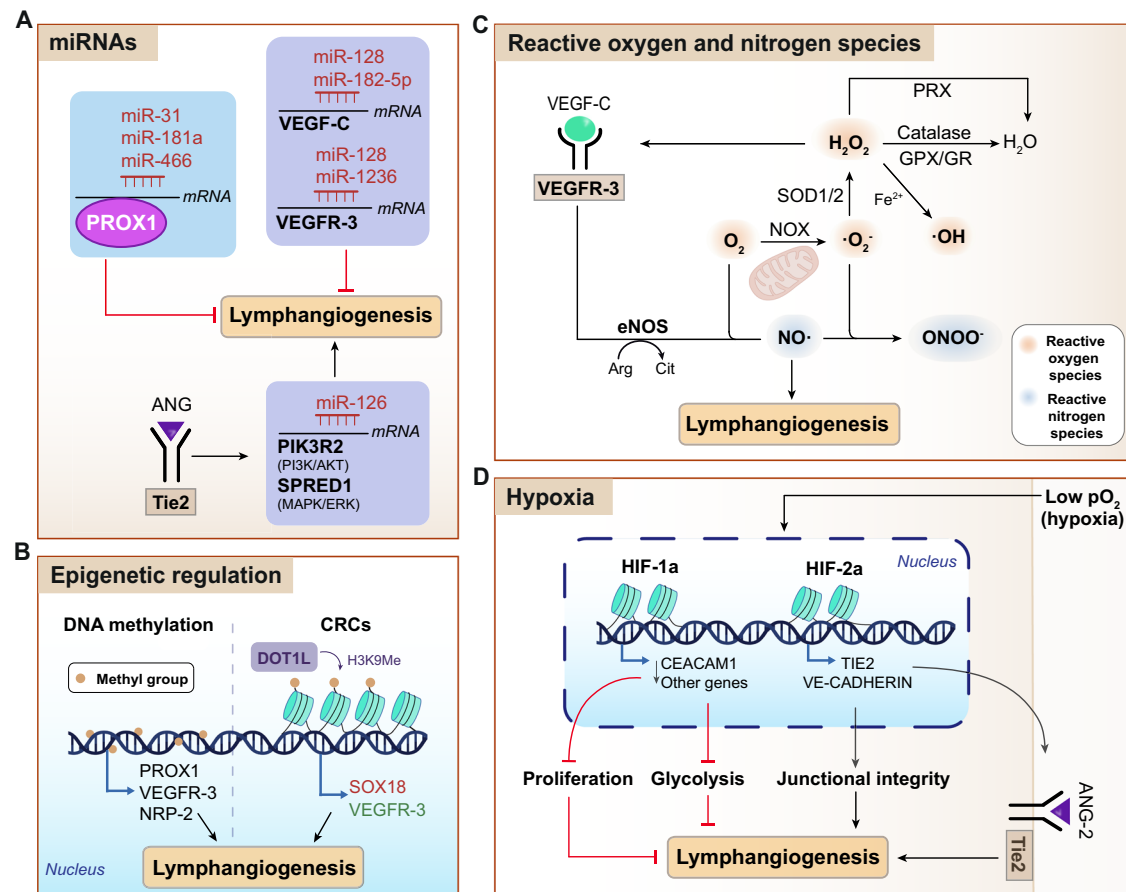 A
miRNAs
miR-31
miR-181a
miR-466
mRNA
PROX1
miR-128
miR-182-5p
mRNA
VEGF-C
miR-128
miR-1236
mRNA
VEGFR-3
Lymphangiogenesis
ANG
Tie2
miR-126
mRNA
PIK3R2
(PI3K/AKT)
SPRED1
(MAPK/ERK)
B
Epigenetic regulation
DNA methylation
CRCs
Methyl group
DOT1L
H3K9Me
PROX1
VEGFR-3
NRP-2
SOX18
VEGFR-3
Nucleus
Lymphangiogenesis
C
Reactive oxygen and nitrogen species
VEGF-C
VEGFR-3
PRX
H₂O₂
Catalase
GPX/GR
H₂O
SOD1/2
Fe²⁺
O₂
NOX
·O₂⁻
·OH
eNOS
Arg
Cit
NO·
ONOO⁻
Lymphangiogenesis
Reactive
oxygen
species
Reactive
nitrogen
species
D
Hypoxia
Low pO₂
(hypoxia)
Nucleus
HIF-1a
HIF-2a
CEACAM1
Other genes
TIE2
VE-CADHERIN
Proliferation
Glycolysis
Junctional integrity
ANG-2
Tie2
Lymphangiogenesis